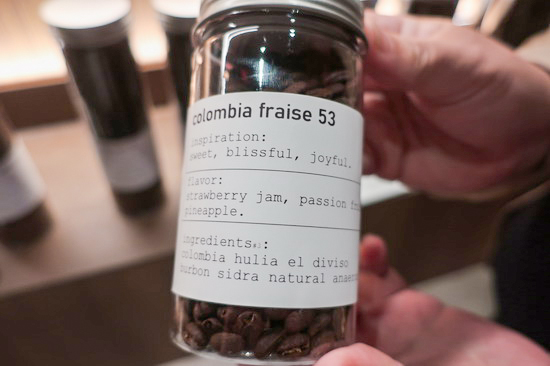 colombia fraise 53
inspiration:
sweet, blissful, joyful.
flavor:
strawberry jam, passion
pineapple.
ingredients
colombia hulia el diviso
burbon sidra natural